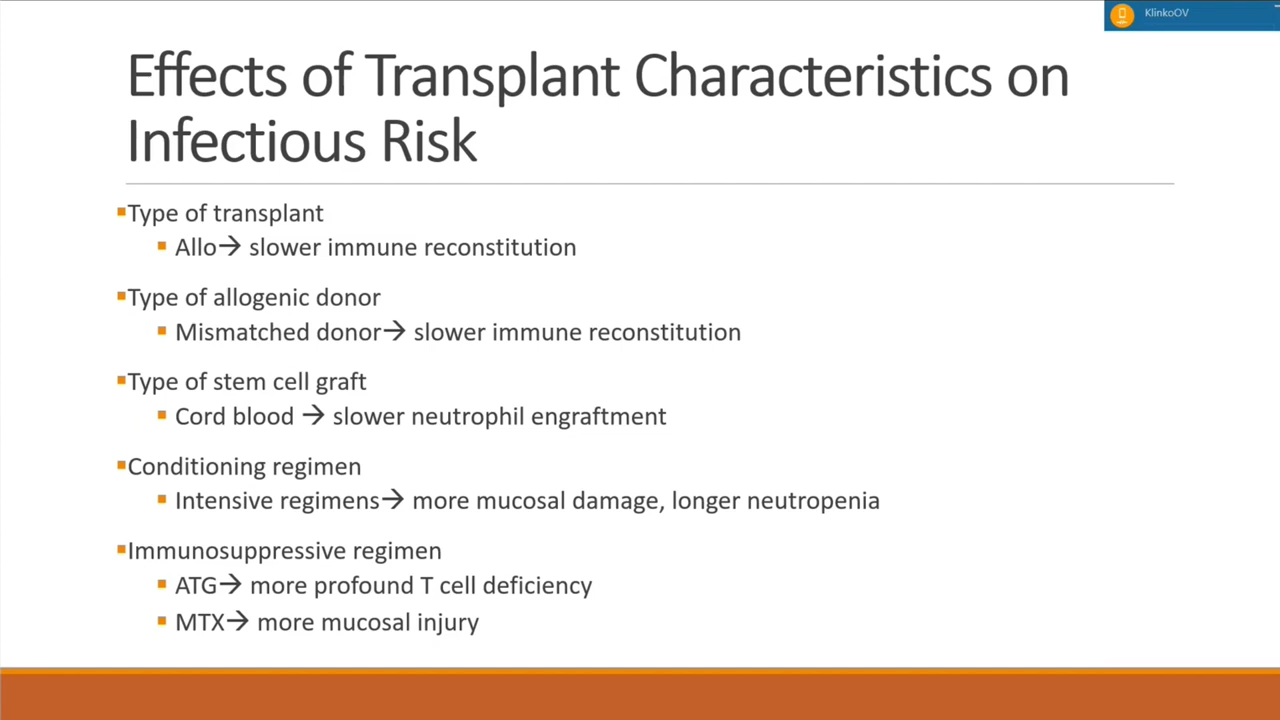 KlinkoOV
Effects of Transplant Characteristics on
Infectious Risk
▪Type of transplant
▪ Allo→ slower immune reconstitution
▪Type of allogenic donor
▪ Mismatched donor→ slower immune reconstitution
▪Type of stem cell graft
▪ Cord blood → slower neutrophil engraftment
▪Conditioning regimen
▪ Intensive regimens→ more mucosal damage, longer neutropenia
▪Immunosuppressive regimen
▪ ATG→ more profound T cell deficiency
▪ MTX→ more mucosal injury